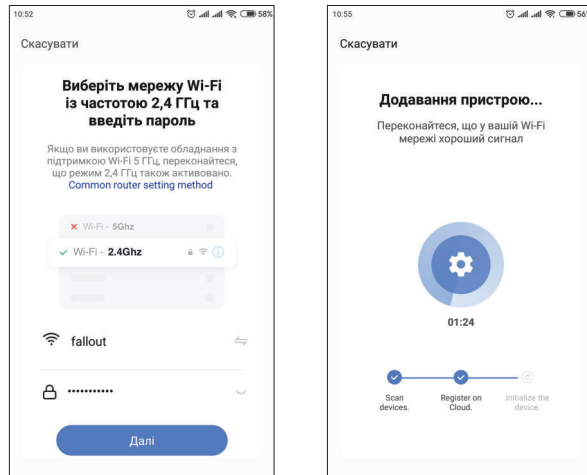 10:52
58%
Скасувати
Виберіть мережу Wi-Fi
із частотою 2,4 ГГц та
введіть пароль
Якщо ви використовуєте обладнання з
підтримкою Wi-Fi 5 ГГц, переконайтеся,
що режим 2,4 ГГц також активовано.
Common router setting method
Wi-Fi - 5Ghz
Wi-Fi - 2.4Ghz
fallout
•••••••••••
Далі
10:55
56
Скасувати
Додавання пристрою...
Переконайтеся, що у вашій Wi-Fi
мережі хороший сигнал
01:24
Scan
devices.
Register on
Cloud.
Initialize the
device.